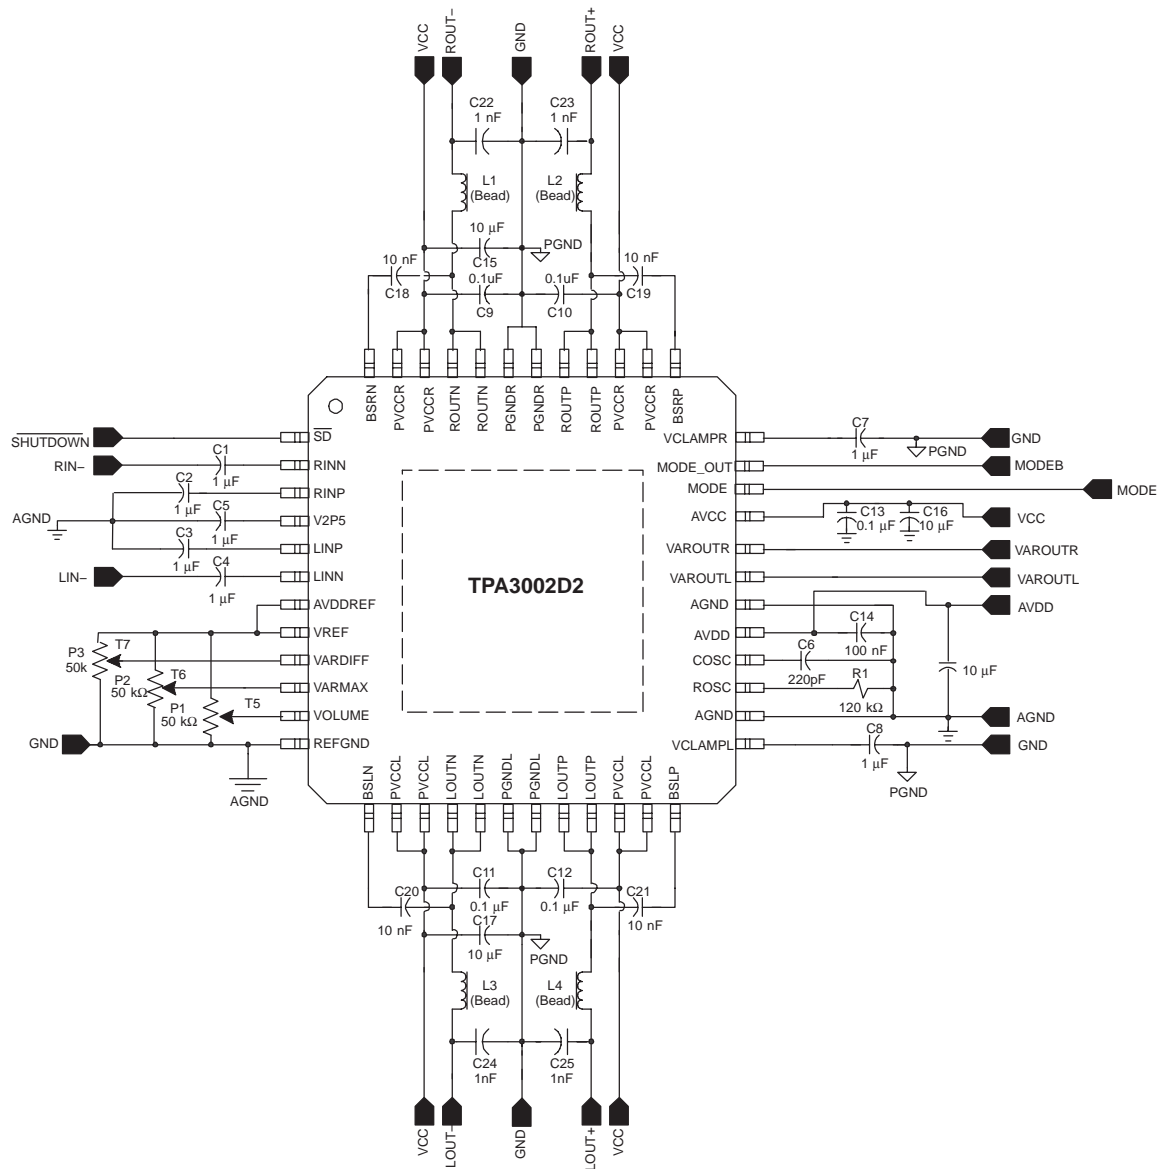 VCC
ROUT−
GND
ROUT+
VCC
C22
1 nF
C23
1 nF
L1
(Bead)
L2
(Bead)
10 µF
C15
PGND
10 nF
C18
0.1uF
C9
0.1uF
C10
10 nF
C19
BSRN
PVCCR
PVCCR
ROUTN
ROUTN
PGNDR
PGNDR
ROUTP
ROUTP
PVCCR
PVCCR
BSRP
SHUTDOWN
SD
RIN−
C1
1 µF
RINN
C2
1 µF
RINP
AGND
C5
1 µF
V2P5
C3
1 µF
LINP
LIN−
C4
1 µF
LINN
AVDDREF
VREF
P3
50k
T7
VARDIFF
P2
50 kΩ
T6
VARMAX
P1
50 kΩ
T5
VOLUME
GND
REFGND
AGND
TPA3002D2
VCLAMPR
C7
1 µF
PGND
GND
MODE_OUT
MODEB
MODE
MODE
AVCC
C13
0.1 µF
C16
10 µF
VCC
VAROUTR
VAROUTR
VAROUTL
VAROUTL
AGND
AVDD
AVDD
C14
100 nF
COSC
C6
220pF
10 µF
ROSC
R1
120 kΩ
AGND
AGND
VCLAMPL
C8
1 µF
PGND
GND
BSLN
PVCCL
PVCCL
LOUTN
LOUTN
PGNDL
PGNDL
LOUTP
LOUTP
PVCCL
PVCCL
BSLP
C20
10 nF
C11
0.1 µF
C12
0.1 µF
C21
10 nF
C17
10 µF
PGND
L3
(Bead)
L4
(Bead)
C24
1nF
C25
1nF
VCC
LOUT−
GND
LOUT+
VCC